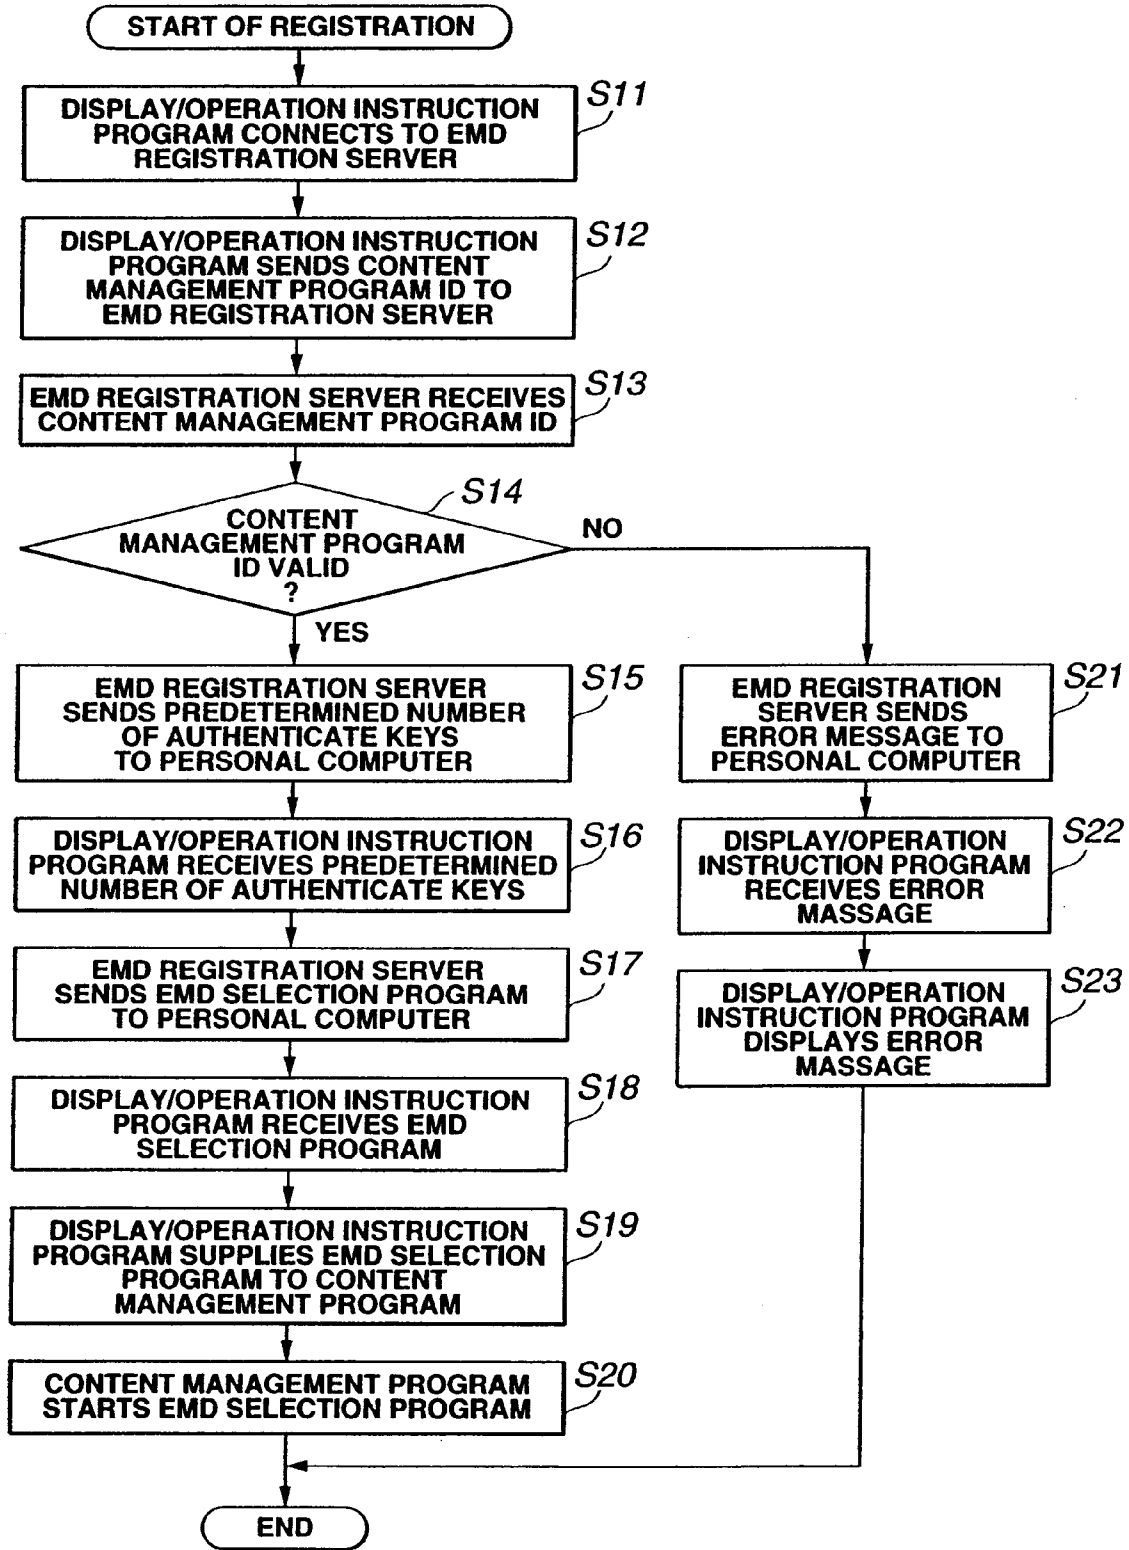 START OF REGISTRATION
S11
DISPLAY/OPERATION INSTRUCTION
PROGRAM CONNECTS TO EMD
REGISTRATION SERVER
S12
DISPLAY/OPERATION INSTRUCTION
PROGRAM SENDS CONTENT
MANAGEMENT PROGRAM ID TO
EMD REGISTRATION SERVER
S13
EMD REGISTRATION SERVER RECEIVES
CONTENT MANAGEMENT PROGRAM ID
S14
CONTENT
MANAGEMENT PROGRAM
ID VALID
?
NO
YES
S15
EMD REGISTRATION SERVER
SENDS PREDETERMINED NUMBER
OF AUTHENTICATE KEYS
TO PERSONAL COMPUTER
S16
DISPLAY/OPERATION INSTRUCTION
PROGRAM RECEIVES PREDETERMINED
NUMBER OF AUTHENTICATE KEYS
S17
EMD REGISTRATION SERVER
SENDS EMD SELECTION PROGRAM
TO PERSONAL COMPUTER
S18
DISPLAY/OPERATION INSTRUCTION
PROGRAM RECEIVES EMD
SELECTION PROGRAM
S19
DISPLAY/OPERATION INSTRUCTION
PROGRAM SUPPLIES EMD SELECTION
PROGRAM TO CONTENT
MANAGEMENT PROGRAM
S20
CONTENT MANAGEMENT PROGRAM
STARTS EMD SELECTION PROGRAM
S21
EMD REGISTRATION
SERVER SENDS
ERROR MESSAGE TO
PERSONAL COMPUTER
S22
DISPLAY/OPERATION
INSTRUCTION PROGRAM
RECEIVES ERROR
MASSAGE
S23
DISPLAY/OPERATION
INSTRUCTION PROGRAM
DISPLAYS ERROR
MASSAGE
END